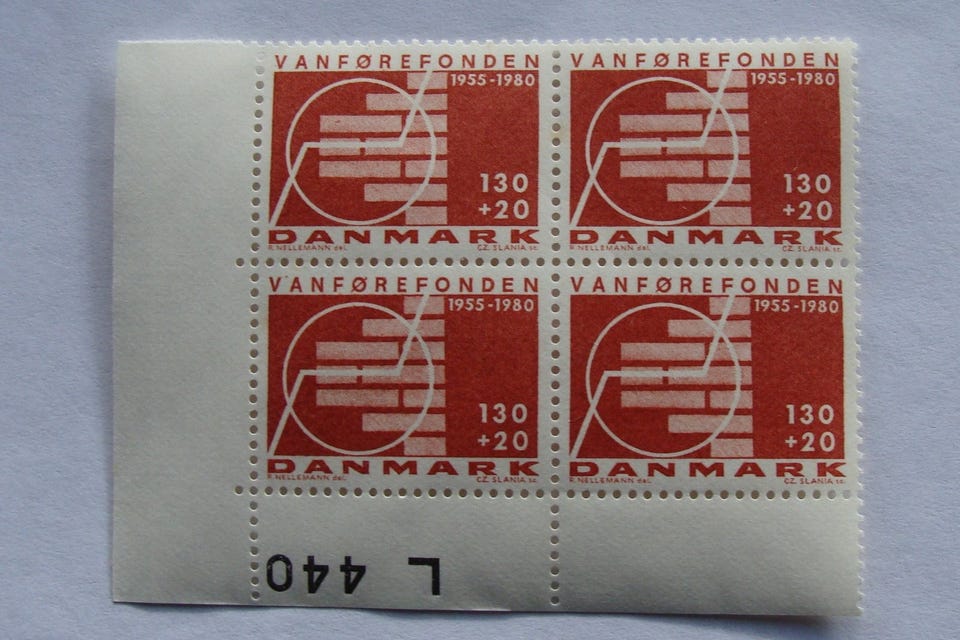 VANFØREFONDEN
1955-1980
130
+20
DANMARK
R. NELLEMANN del. CZ. SLANIA sc.
VANFØREFONDEN
1955-1980
130
+20
DANMARK
R. NELLEMANN del. CZ. SLANIA sc.
VANFØREFONDEN
1955-1980
130
+20
DANMARK
R. NELLEMANN del. CZ. SLANIA sc.
VANFØREFONDEN
1955-1980
130
+20
DANMARK
R. NELLEMANN del. CZ. SLANIA sc.
L 440